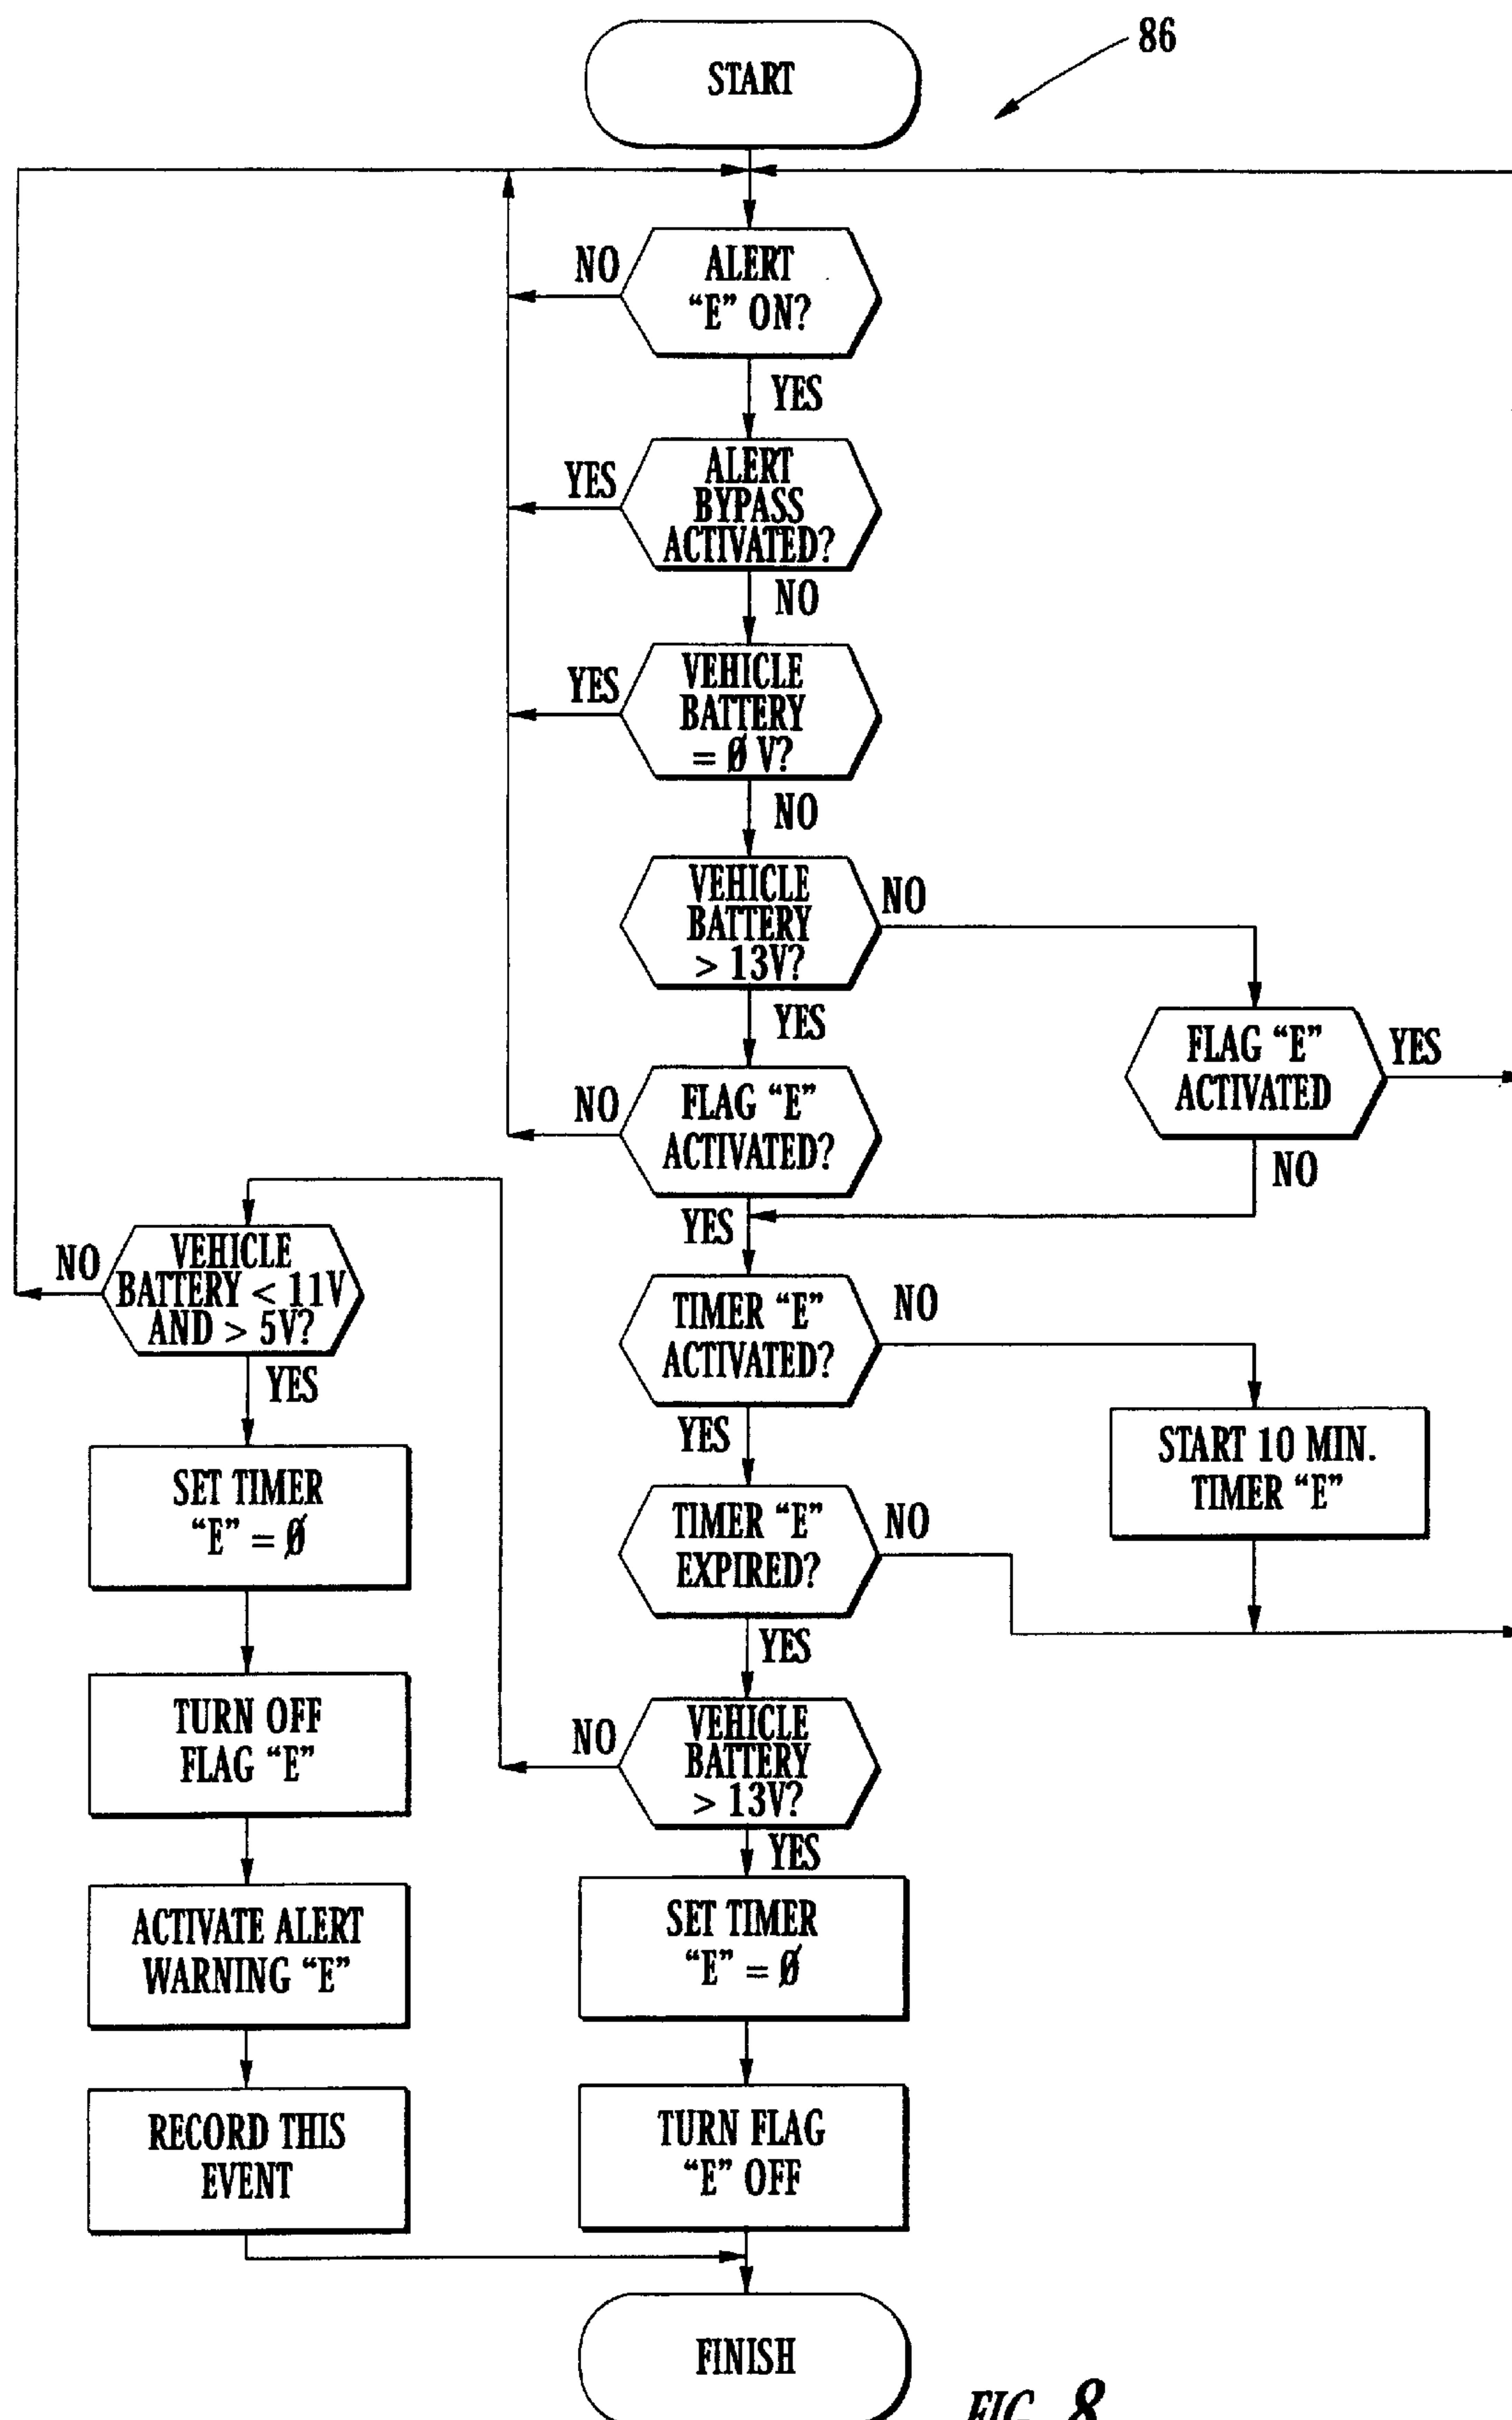 86
START
ALERT
“E” ON?
NO
YES
ALERT
BYPASS
ACTIVATED?
YES
NO
VEHICLE
BATTERY
= Ø V?
YES
NO
VEHICLE
BATTERY
> 13V?
NO
YES
FLAG “E”
ACTIVATED
YES
NO
FLAG “E”
ACTIVATED?
NO
YES
VEHICLE
BATTERY < 11V
AND > 5V?
NO
YES
TIMER “E”
ACTIVATED?
NO
YES
START 10 MIN.
TIMER “E”
SET TIMER
“E” = Ø
TIMER “E”
EXPIRED?
NO
YES
TURN OFF
FLAG “E”
VEHICLE
BATTERY
> 13V?
NO
YES
ACTIVATE ALERT
WARNING “E”
SET TIMER
“E” = Ø
RECORD THIS
EVENT
TURN FLAG
“E” OFF
FINISH
FIG. 8